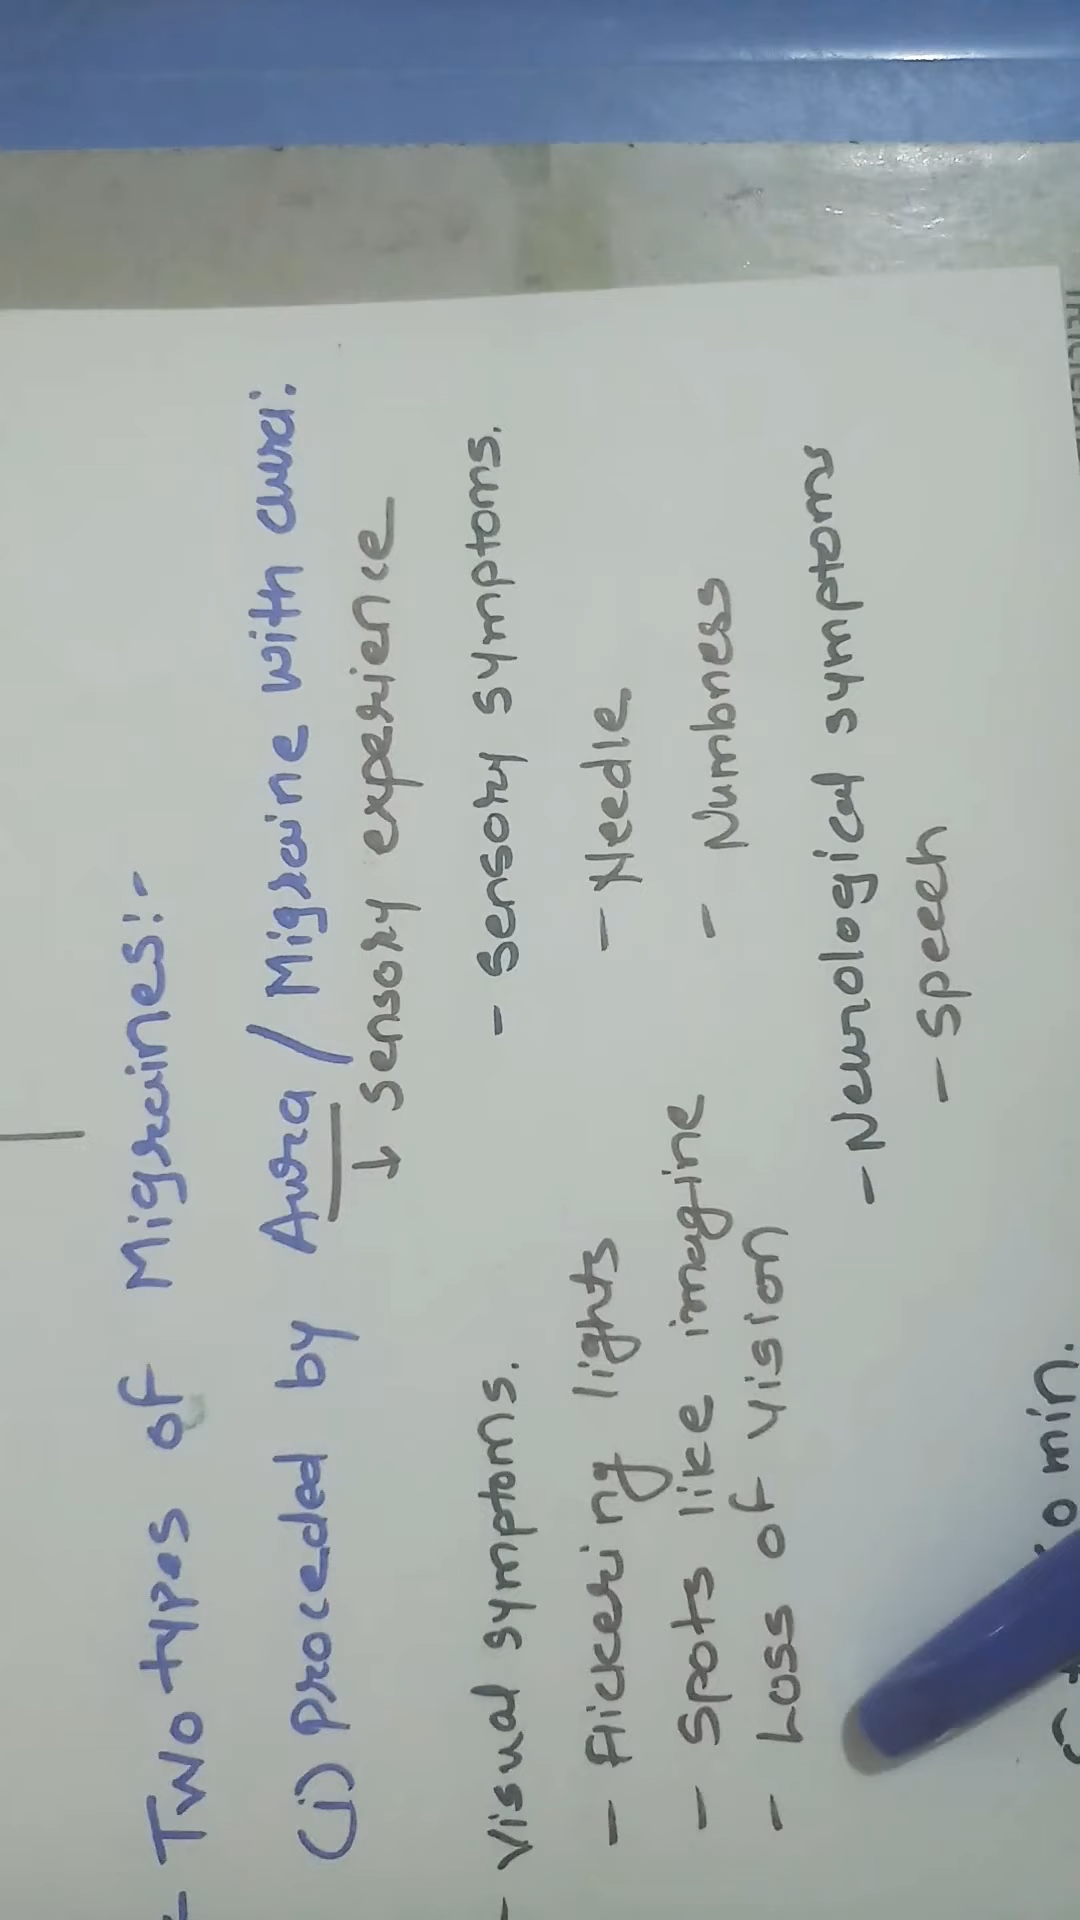 - Two types of Migraines:-
(i) Proceded by Aura / Migraine with aura.
↓ sensory experience
- Visual symptoms.
- flickering lights
- Spots like imagine
- Loss of vision
- Sensory symptoms.
- Needle
- Numbness
- Neurological symptoms
- Speech
min.